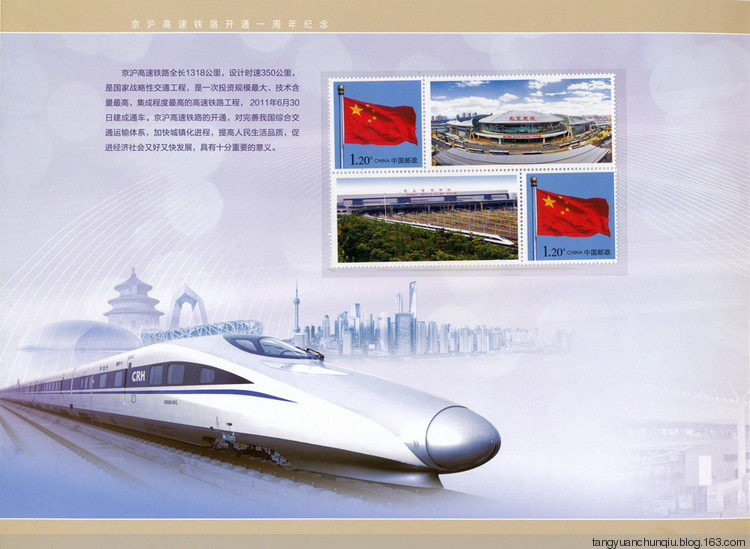 京沪高速铁路开通一周年纪念
京沪高速铁路全长1318公里，设计时速350公里，
是国家战略性交通工程，是一次投资规模最大、技术含
量最高、集成程度最高的高速铁路工程， 2011年6月30
日建成通车。京沪高速铁路的开通，对完善我国综合交
通运输体系，加快城镇化进程，提高人民生活品质，促
进经济社会又好又快发展，具有十分重要的意义。
1.20元 CHINA 中国邮政
1.20元 CHINA 中国邮政
CRH
tangyuanchunqiu.blog.163.com